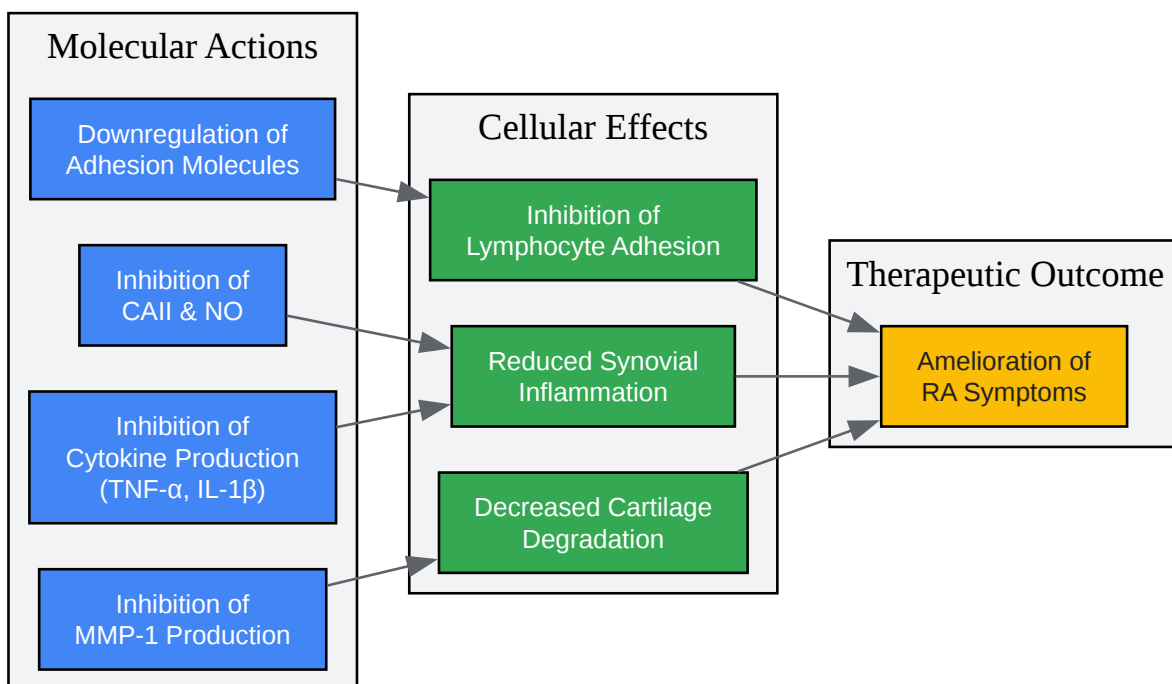 Molecular Actions
Downregulation of
Adhesion Molecules
Inhibition of
CAII & NO
Inhibition of
Cytokine Production
(TNF-α, IL-1β)
Inhibition of
MMP-1 Production
Cellular Effects
Inhibition of
Lymphocyte Adhesion
Reduced Synovial
Inflammation
Decreased Cartilage
Degradation
Therapeutic Outcome
Amelioration of
RA Symptoms